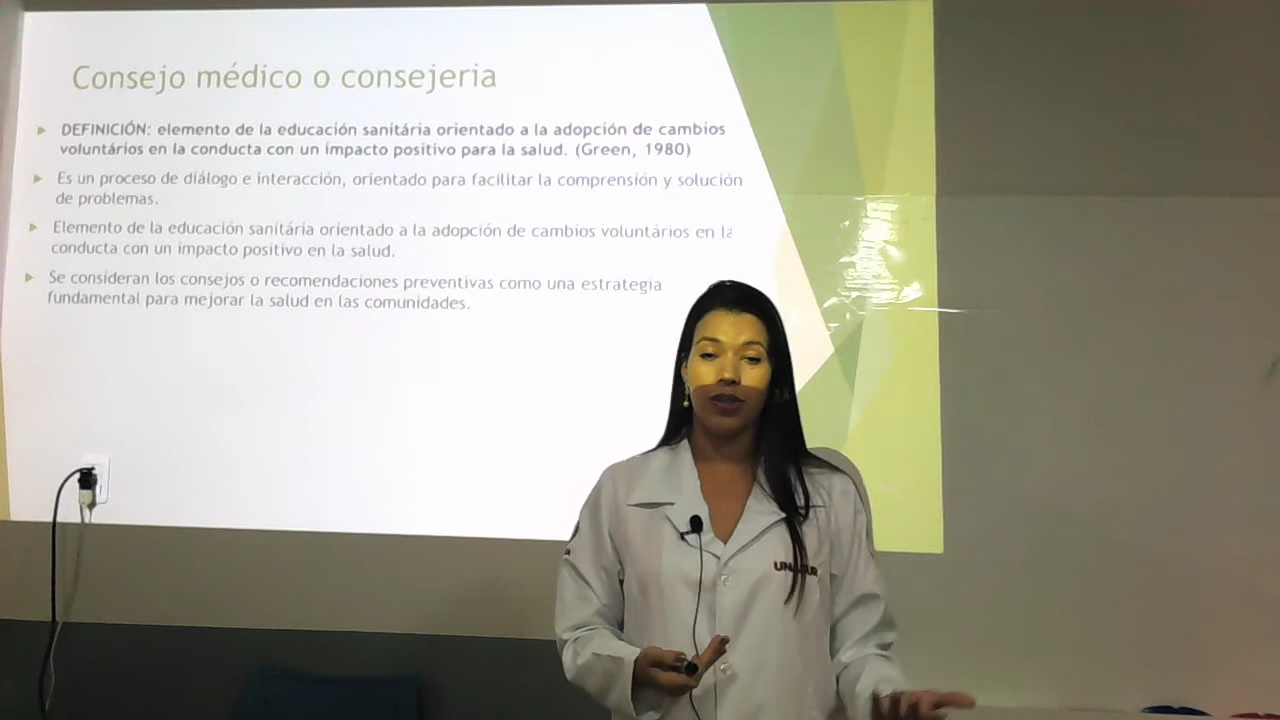 Consejo médico o consejeria
DEFINICIÓN: elemento de la educación sanitária orientado a la adopción de cambios
voluntários en la conducta con un impacto positivo para la salud. (Green, 1980)
Es un proceso de diálogo e interacción, orientado para facilitar la comprensión y solución
de problemas.
Elemento de la educación sanitária orientado a la adopción de cambios voluntários en la
conducta con un impacto positivo en la salud.
Se consideran los consejos o recomendaciones preventivas como una estrategia
fundamental para mejorar la salud en las comunidades.